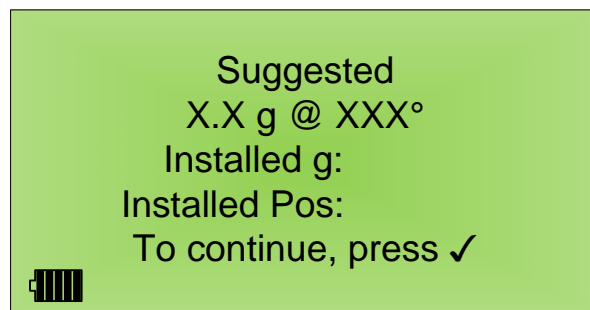 Suggested
X.X g @ XXX°
Installed g:
Installed Pos:
To continue, press ✓